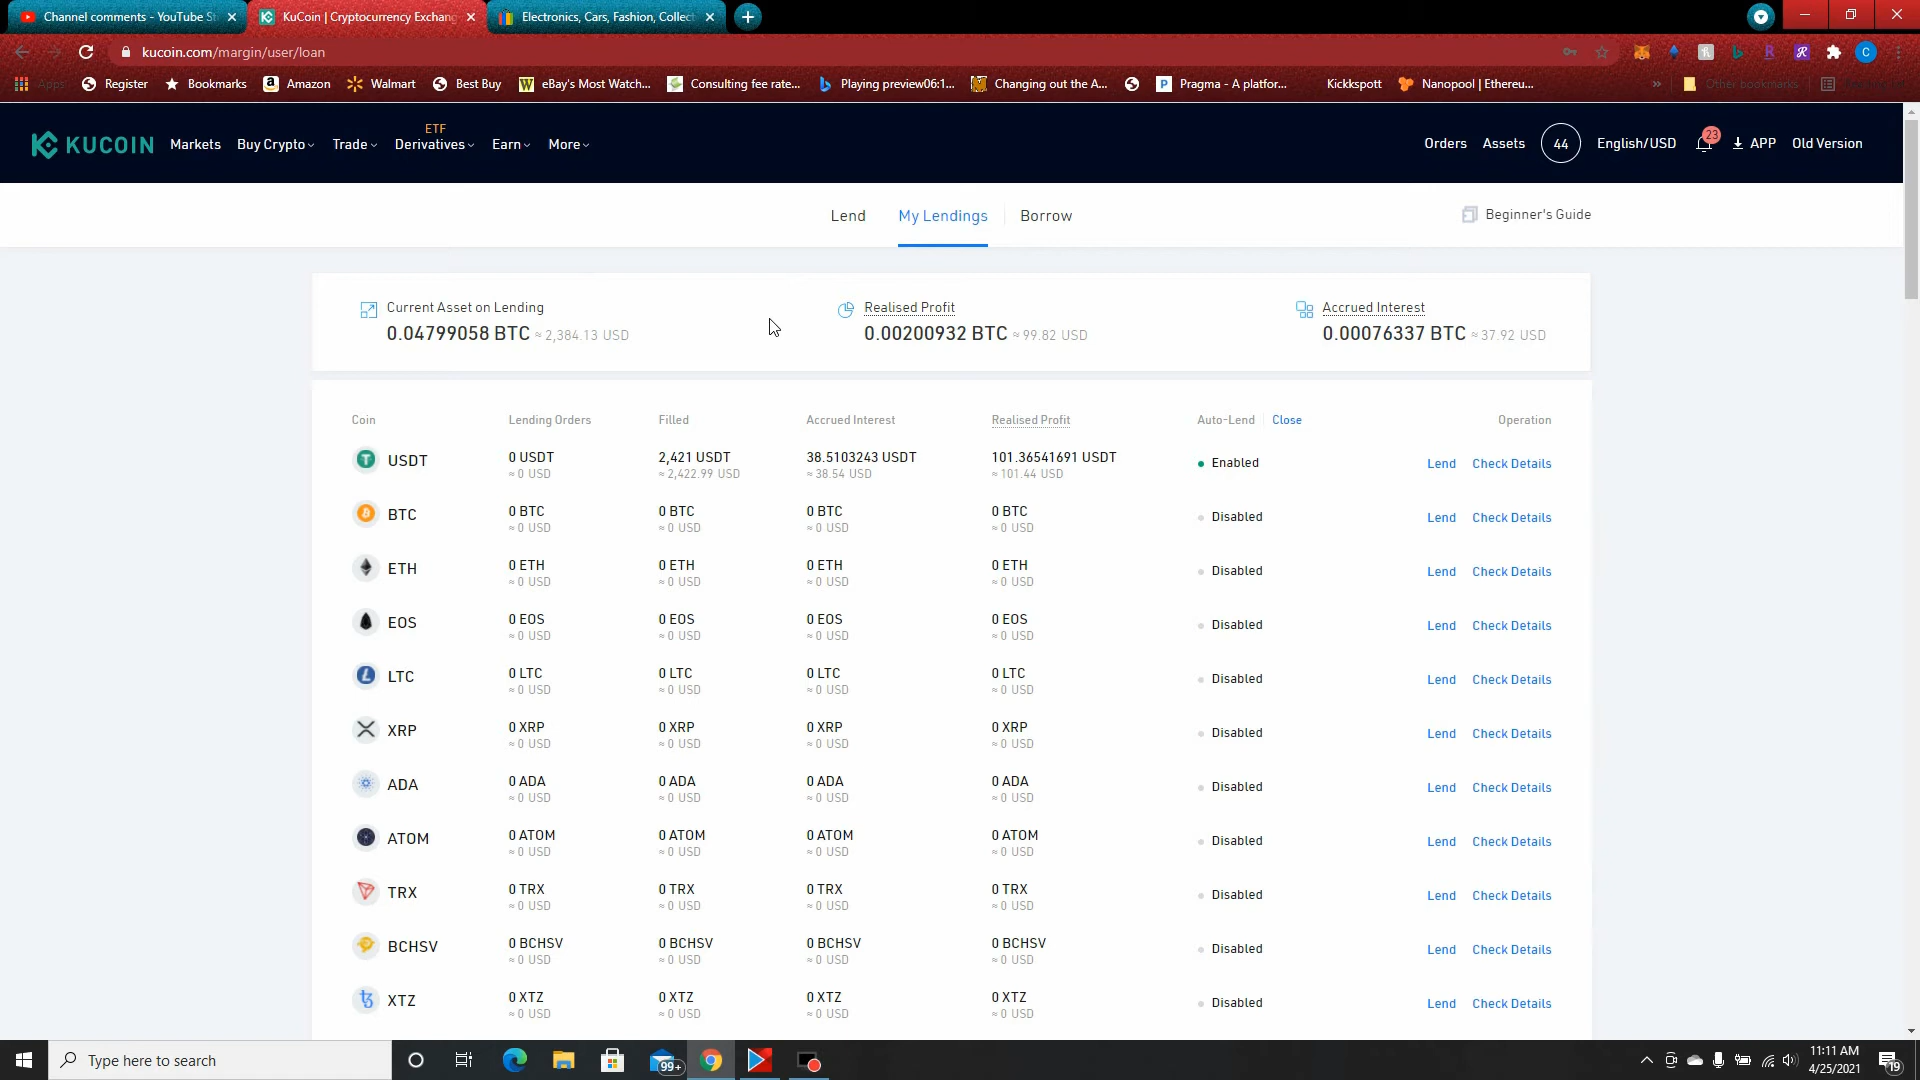 Channel comments - YouTube St
KuCoin | Cryptocurrency Exchang
Electronics, Cars, Fashion, Collect
kucoin.com/margin/user/loan
Apps
Register
Bookmarks
Amazon
Walmart
Best Buy
eBay's Most Watch...
Consulting fee rate...
Playing preview06:1...
Changing out the A...
Pragma - A platfor...
Kickkspott
Nanopool | Ethereu...
»
Other bookmarks
KUCOIN
Markets
Buy Crypto
Trade
ETF
Derivatives
Earn
More
Orders
Assets
44
English/USD
23
APP
Old Version
Lend
My Lendings
Borrow
Beginner's Guide
Current Asset on Lending
0.04799058 BTC ≈ 2,384.13 USD
Realised Profit
0.00200932 BTC ≈ 99.82 USD
Accrued Interest
0.00076337 BTC ≈ 37.92 USD
Coin Lending Orders Filled Accrued Interest Realised Profit Auto-Lend Close Operation
USDT 0 USDT 2,421 USDT 38.5103243 USDT 101.36541691 USDT Enabled Lend Check Details
≈ 0 USD ≈ 2,422.99 USD ≈ 38.54 USD ≈ 101.44 USD
BTC 0 BTC 0 BTC 0 BTC 0 BTC Disabled Lend Check Details
≈ 0 USD ≈ 0 USD ≈ 0 USD ≈ 0 USD
ETH 0 ETH 0 ETH 0 ETH 0 ETH Disabled Lend Check Details
≈ 0 USD ≈ 0 USD ≈ 0 USD ≈ 0 USD
EOS 0 EOS 0 EOS 0 EOS 0 EOS Disabled Lend Check Details
≈ 0 USD ≈ 0 USD ≈ 0 USD ≈ 0 USD
LTC 0 LTC 0 LTC 0 LTC 0 LTC Disabled Lend Check Details
≈ 0 USD ≈ 0 USD ≈ 0 USD ≈ 0 USD
XRP 0 XRP 0 XRP 0 XRP 0 XRP Disabled Lend Check Details
≈ 0 USD ≈ 0 USD ≈ 0 USD ≈ 0 USD
ADA 0 ADA 0 ADA 0 ADA 0 ADA Disabled Lend Check Details
≈ 0 USD ≈ 0 USD ≈ 0 USD ≈ 0 USD
ATOM 0 ATOM 0 ATOM 0 ATOM 0 ATOM Disabled Lend Check Details
≈ 0 USD ≈ 0 USD ≈ 0 USD ≈ 0 USD
TRX 0 TRX 0 TRX 0 TRX 0 TRX Disabled Lend Check Details
≈ 0 USD ≈ 0 USD ≈ 0 USD ≈ 0 USD
BCHSV 0 BCHSV 0 BCHSV 0 BCHSV 0 BCHSV Disabled Lend Check Details
≈ 0 USD ≈ 0 USD ≈ 0 USD ≈ 0 USD
XTZ 0 XTZ 0 XTZ 0 XTZ 0 XTZ Disabled Lend Check Details
≈ 0 USD ≈ 0 USD ≈ 0 USD ≈ 0 USD
Type here to search
99+
11:11 AM
4/25/2021
19